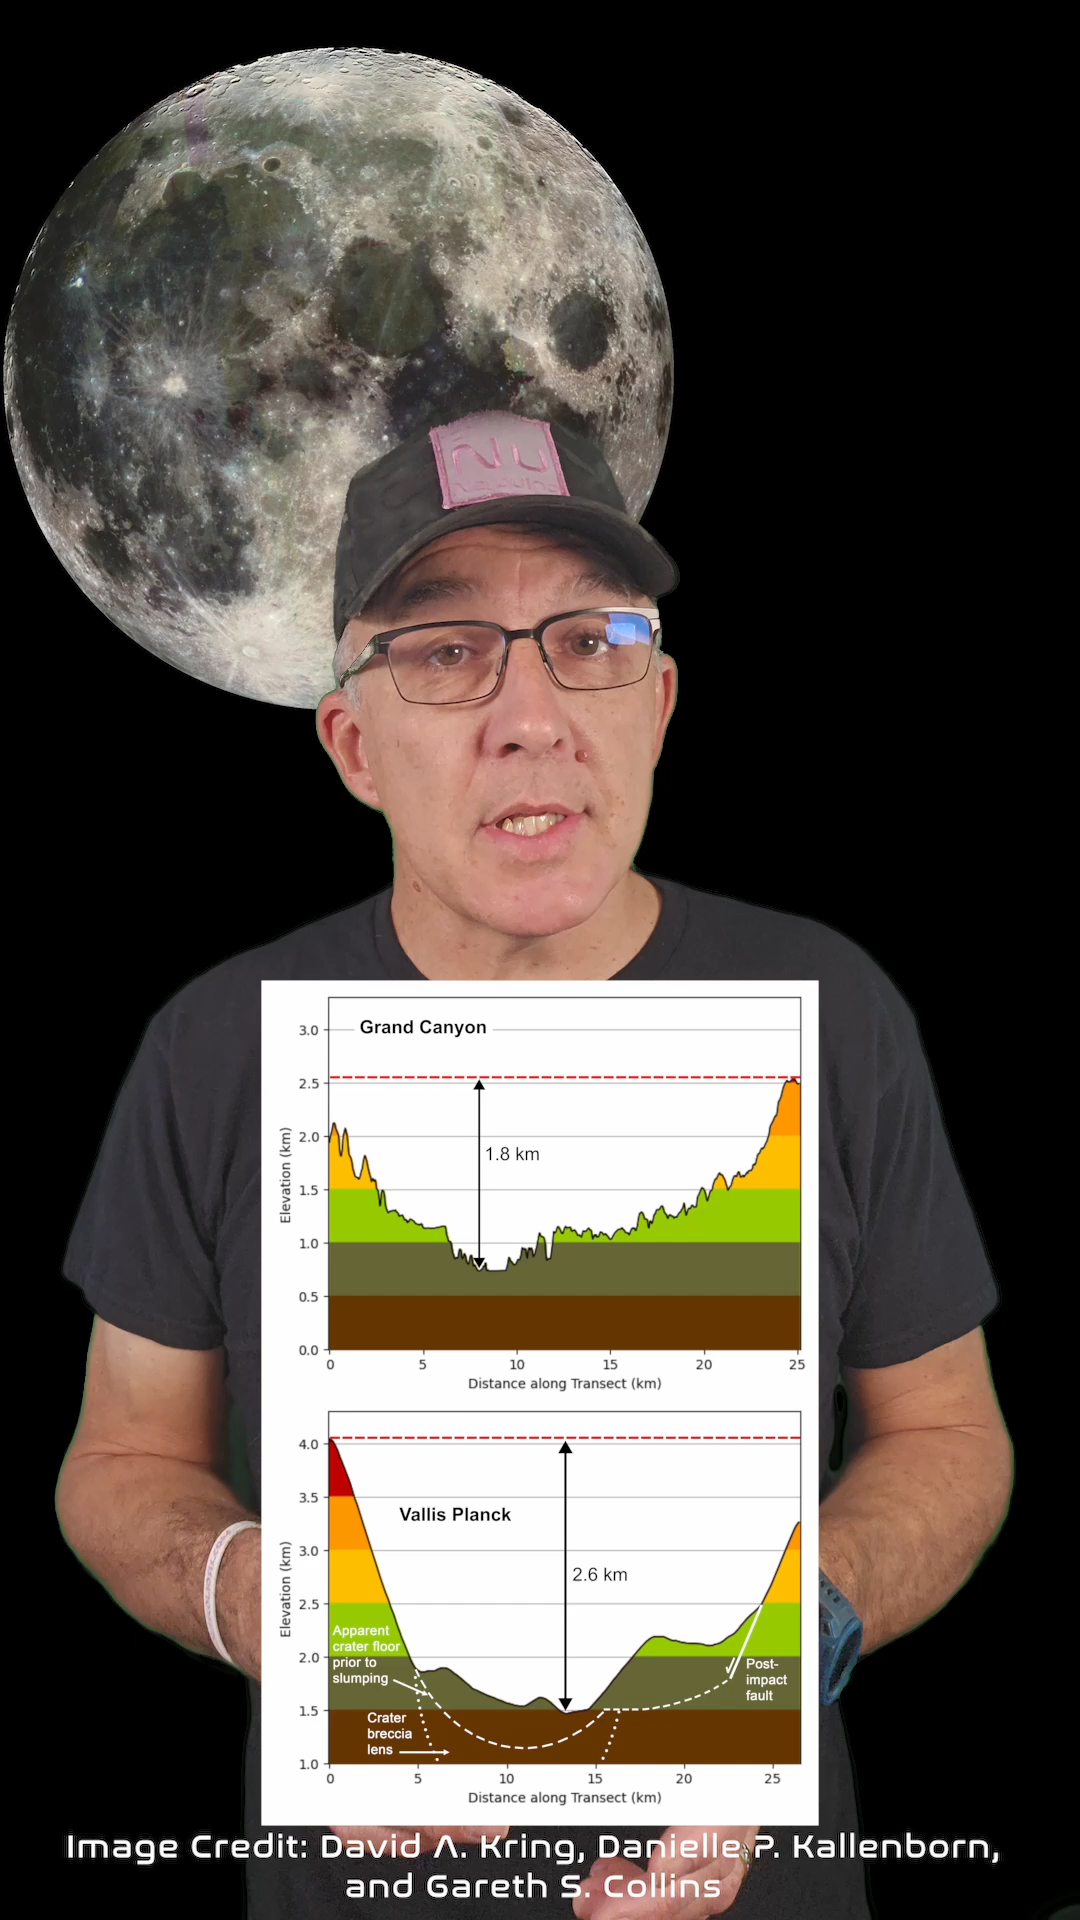 NU
Grand Canyon
3.0
2.5
2.0
1.5
1.0
0.5
0.0
Elevation (km)
1.8 km
0
5
10
15
20
25
Distance along Transect (km)
4.0
3.5
3.0
2.5
2.0
1.5
1.0
Elevation (km)
Vallis Planck
2.6 km
Apparent
crater floor
prior to
slumping
Crater
breccia
lens
Post-
impact
fault
0
5
10
15
20
25
Distance along Transect (km)
Image Credit: David A. Kring, Danielle P. Kallenborn,
and Gareth S. Collins